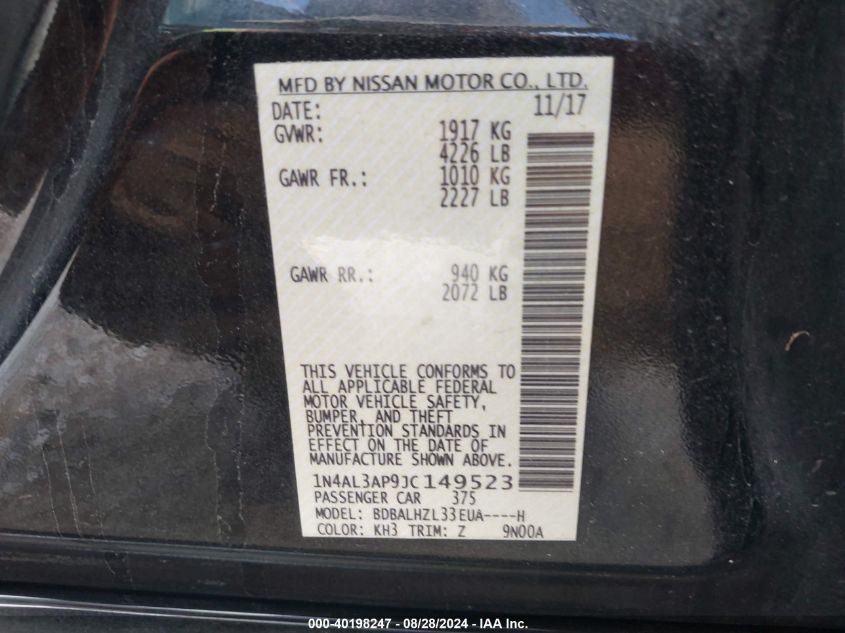 MFD BY NISSAN MOTOR CO., LTD.
DATE: 11/17
GVWR: 1917 KG
4226 LB
GAWR FR.: 1010 KG
2227 LB
GAWR RR.: 940 KG
2072 LB
THIS VEHICLE CONFORMS TO
ALL APPLICABLE FEDERAL
MOTOR VEHICLE SAFETY,
BUMPER, AND THEFT
PREVENTION STANDARDS IN
EFFECT ON THE DATE OF
MANUFACTURE SHOWN ABOVE.
1N4AL3AP9JC149523
PASSENGER CAR 375
MODEL: BDBALHZL33EUA----H
COLOR: KH3 TRIM: Z 9N00A
000-40198247 - 08/28/2024 - IAA Inc.